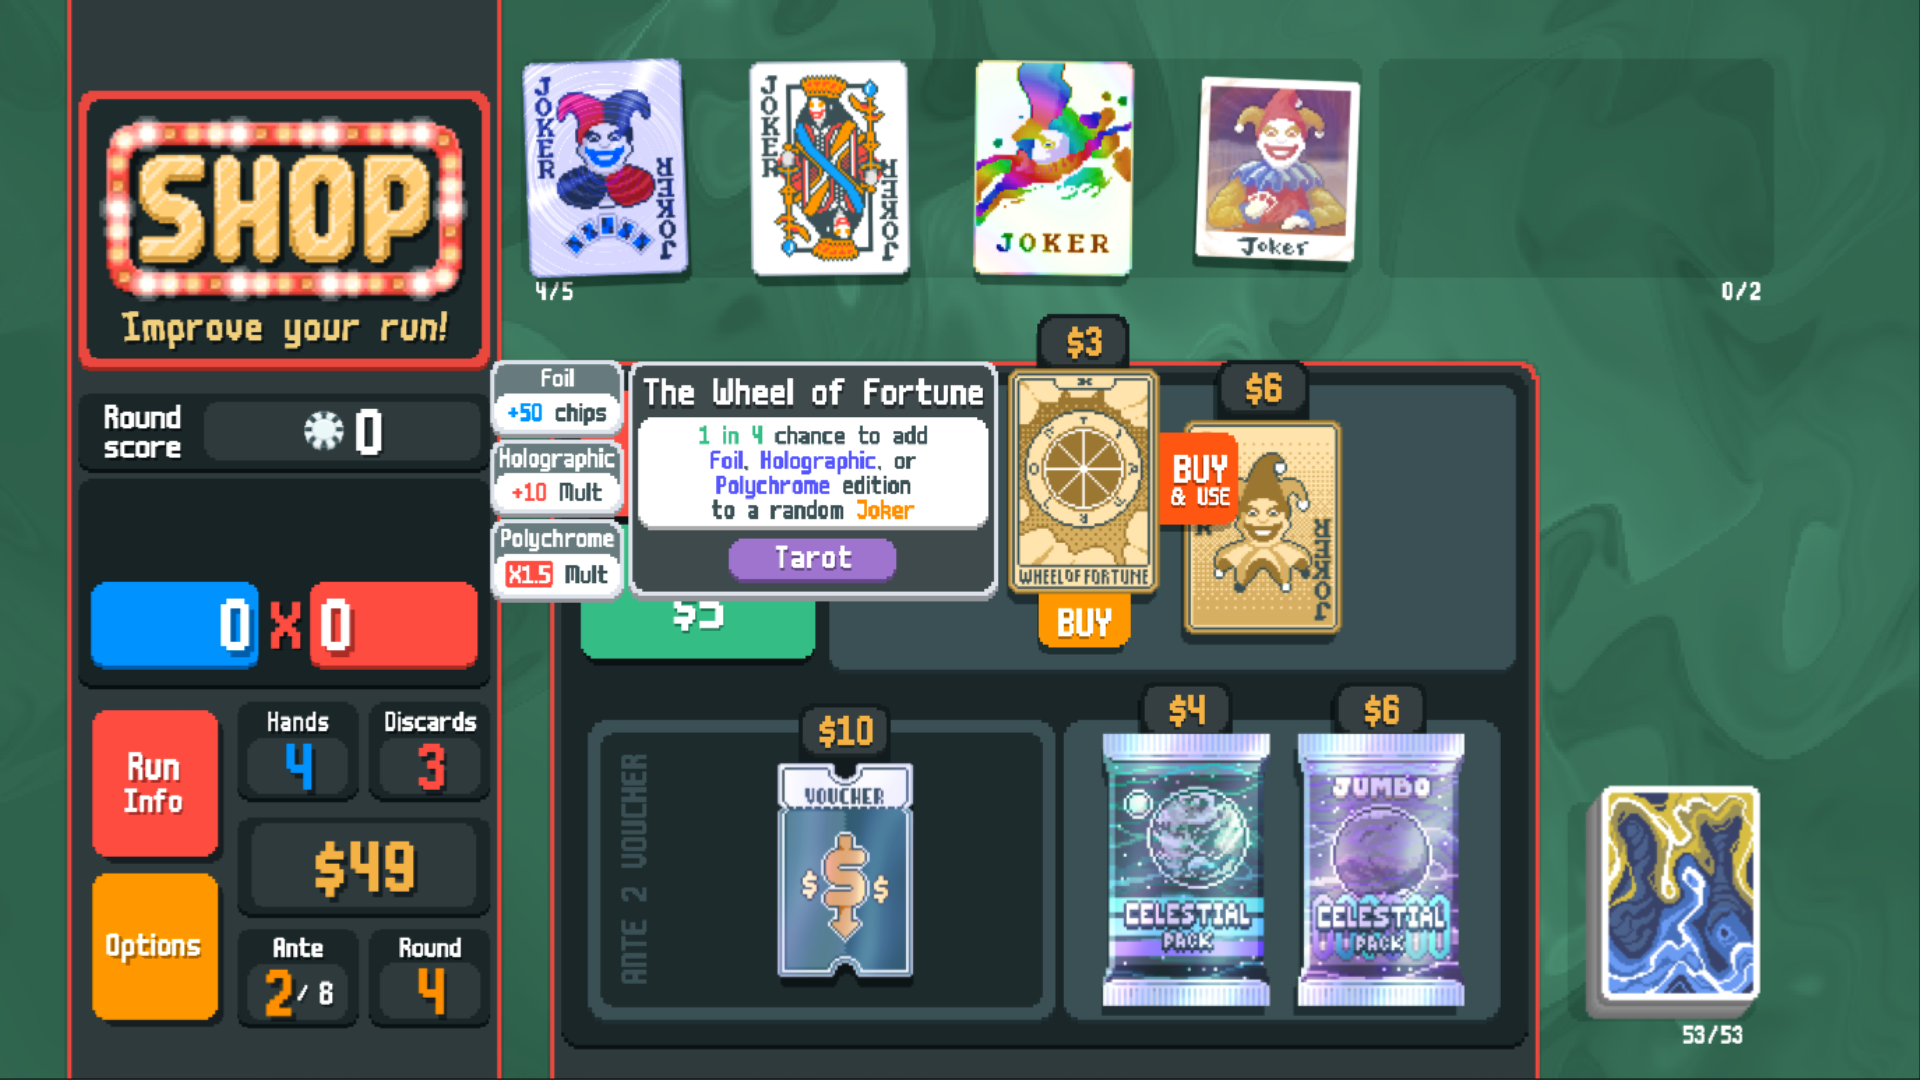 JOKER
JOKER
JOKER
JOKER
JOKER
Joker
4/5
0/2
SHOP
Improve your run!
Round
score
0
0 X 0
Run
Info
Hands
4
Discards
3
$49
Options
Ante
2/8
Round
4
Foil
+50 chips
Holographic
+10 Mult
Polychrome
X1.5 Mult
The Wheel of Fortune
1 in 4 chance to add
Foil, Holographic, or
Polychrome edition
to a random Joker
Tarot
$5
$3
WHEEL OF FORTUNE
BUY
BUY
& USE
$6
JOKER
ANTE 2 VOUCHER
$10
VOUCHER
$ $ $
$4
CELESTIAL
PACK
$6
JUMBO
CELESTIAL
PACK
53/53